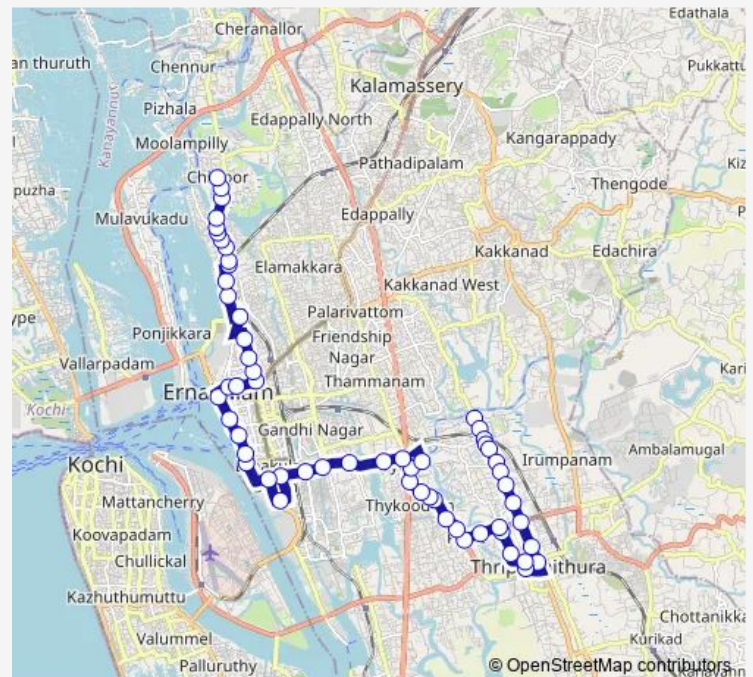 Edathala
Cheranallor
an thuruth
Chennur
Pukkattu
Kalamassery
Pizhala
Edappally North
Kanayannur
Moolampilly
Kangarappady
Pathadipalam
Thengode
puzha
Mulavukadu
Edappally
Kakkanad
Edachira
Elamakkara
Kakkanad West
Palarivattom
Ponjikkara
Friendship
Nagar
Vallarpadam
Thammanam
Kochi
Gandhi Nagar
Kochi
Irumpanam
Ambalamugal
Mattancherry
Koovapadam
Chullickal
Kazhuthumuttu
Chottanikka
Valummel
Kurikad
Palluruthy
© OpenStreetMap contributors